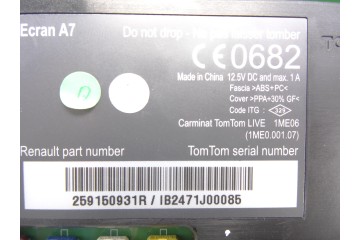 Ecran A7
Do not drop - Ne pas laisser tomber
CE0682
Made in China 12.5V DC and max. 1 A
Fascia >ABS+PC<
Cover >PPA÷30% GF<
Code ITG : 329
Carminat TomTom LIVE 1ME06
(1ME0.001.07)
Renault part number TomTom serial number
259150931R / IB2471J00085